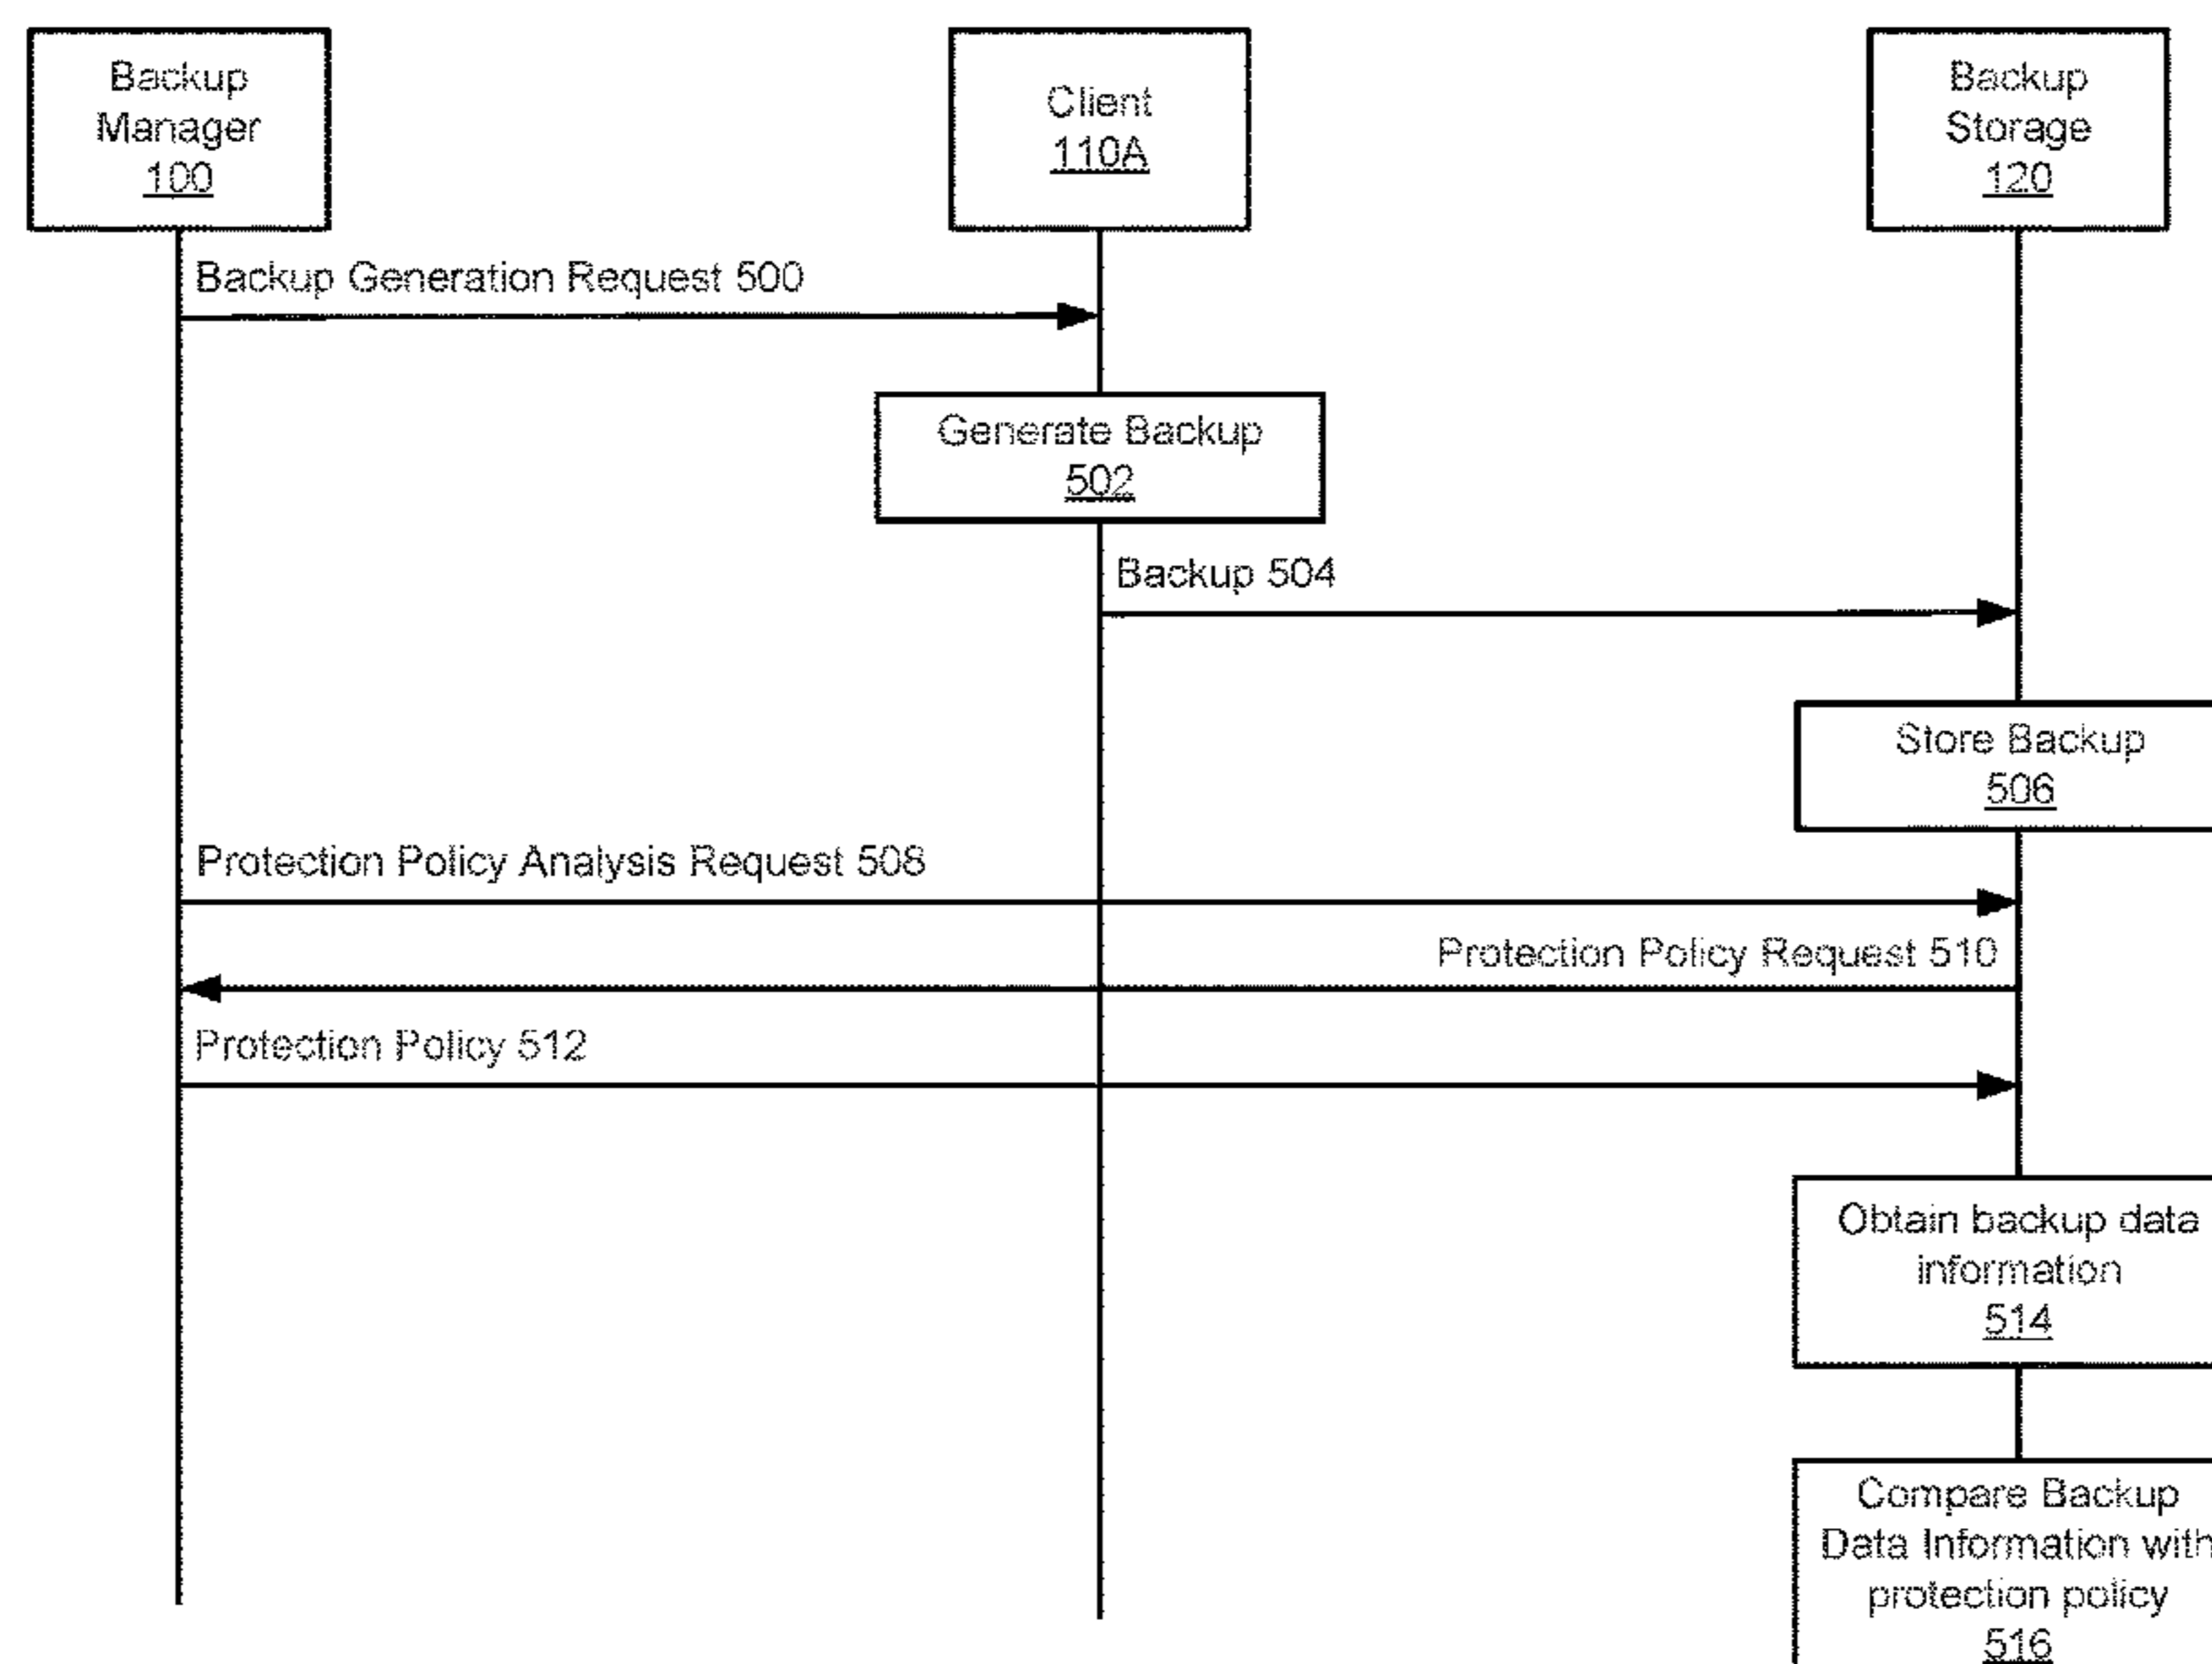 Backup
Manager
100
Client
110A
Backup
Storage
120
Backup Generation Request 500
Generate Backup
502
Backup 504
Store Backup
506
Protection Policy Analysis Request 508
Protection Policy Request 510
Protection Policy 512
Obtain backup data
information
514
Compare Backup
Data Information with
protection policy
516